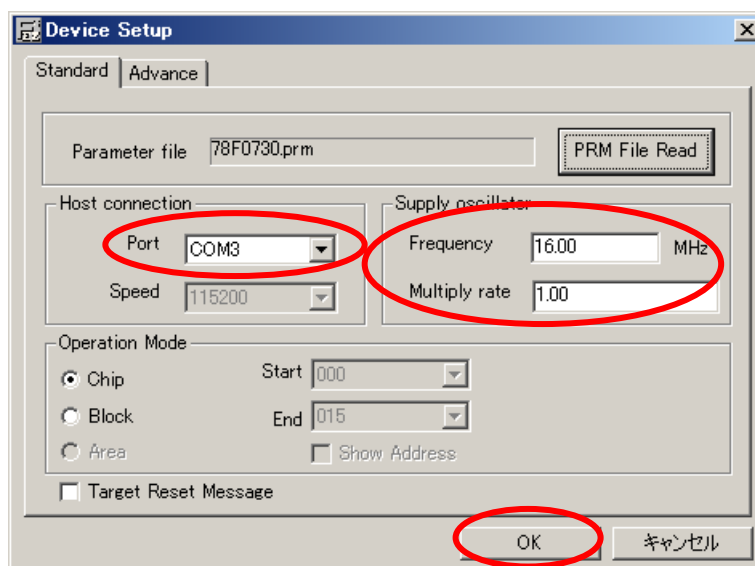 Device Setup
Standard Advance
Parameter file 78F0730.prm PRM File Read
Host connection Supply oscillator
Port COM3 Frequency 16.00 MHz
Speed 115200 Multiply rate 1.00
Operation Mode
Chip Start 000
Block End 015
Area Show Address
Target Reset Message
OK キャンセル